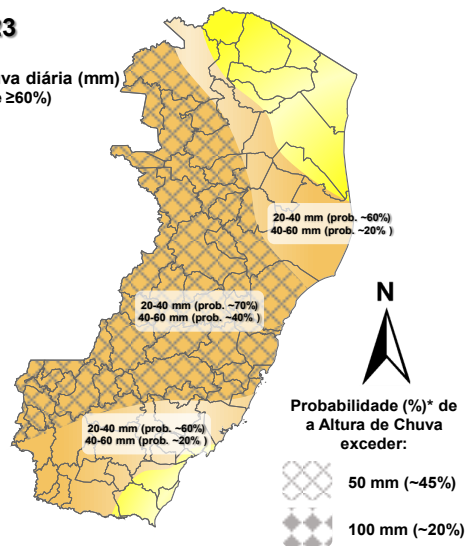 23
uva diária (mm)
e ≥60%)
20-40 mm (prob. ~60%)
40-60 mm (prob. ~20% )
20-40 mm (prob. ~70%)
40-60 mm (prob. ~40% )
20-40 mm (prob. ~60%)
40-60 mm (prob. ~20% )
N
Probabilidade (%)* de
a Altura de Chuva
exceder:
50 mm (~45%)
100 mm (~20%)